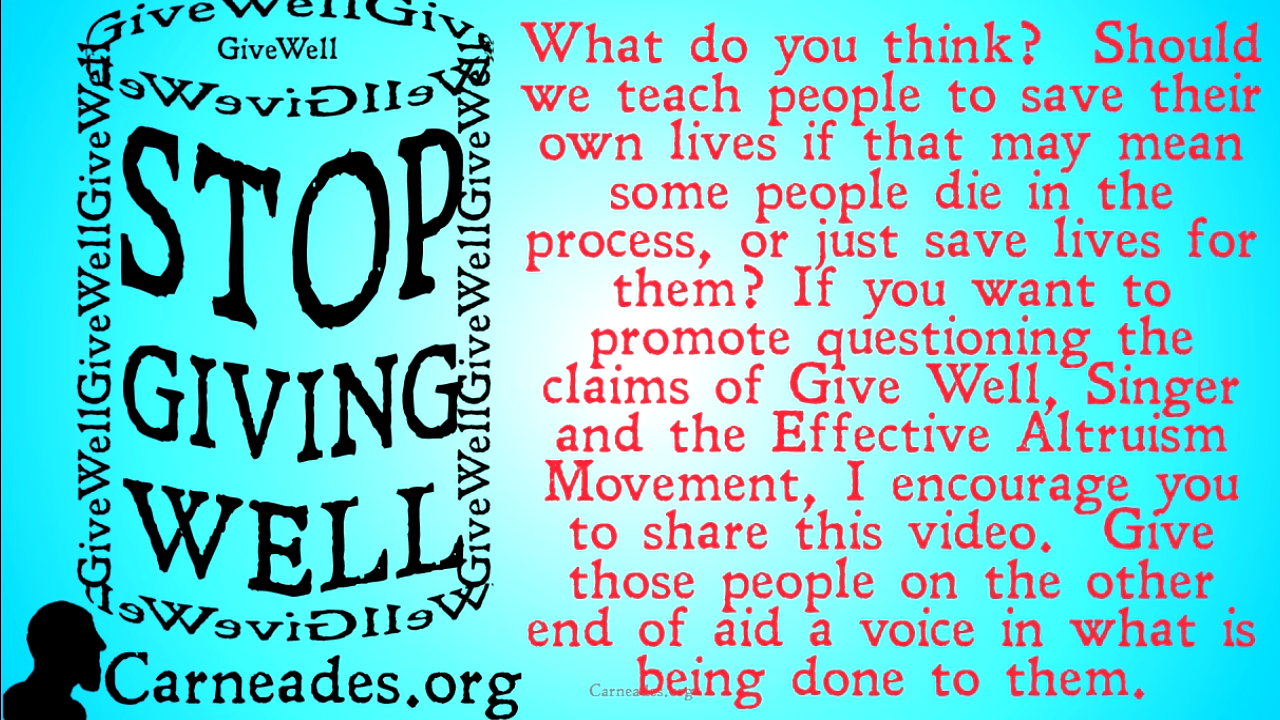 GiveWellGiv
GiveWell
GiveWellGiveWe
GiveWellGiveWellGiveWellGiveWell
GiveWellGiveWellGiveWellGiveWell
STOP
GIVING
WELL
GiveWellGiveWe
Carneades.org
What do you think? Should
we teach people to save their
own lives if that may mean
some people die in the
process, or just save lives for
them? If you want to
promote questioning the
claims of Give Well, Singer
and the Effective Altruism
Movement, I encourage you
to share this video. Give
those people on the other
end of aid a voice in what is
being done to them.
Carneades.org